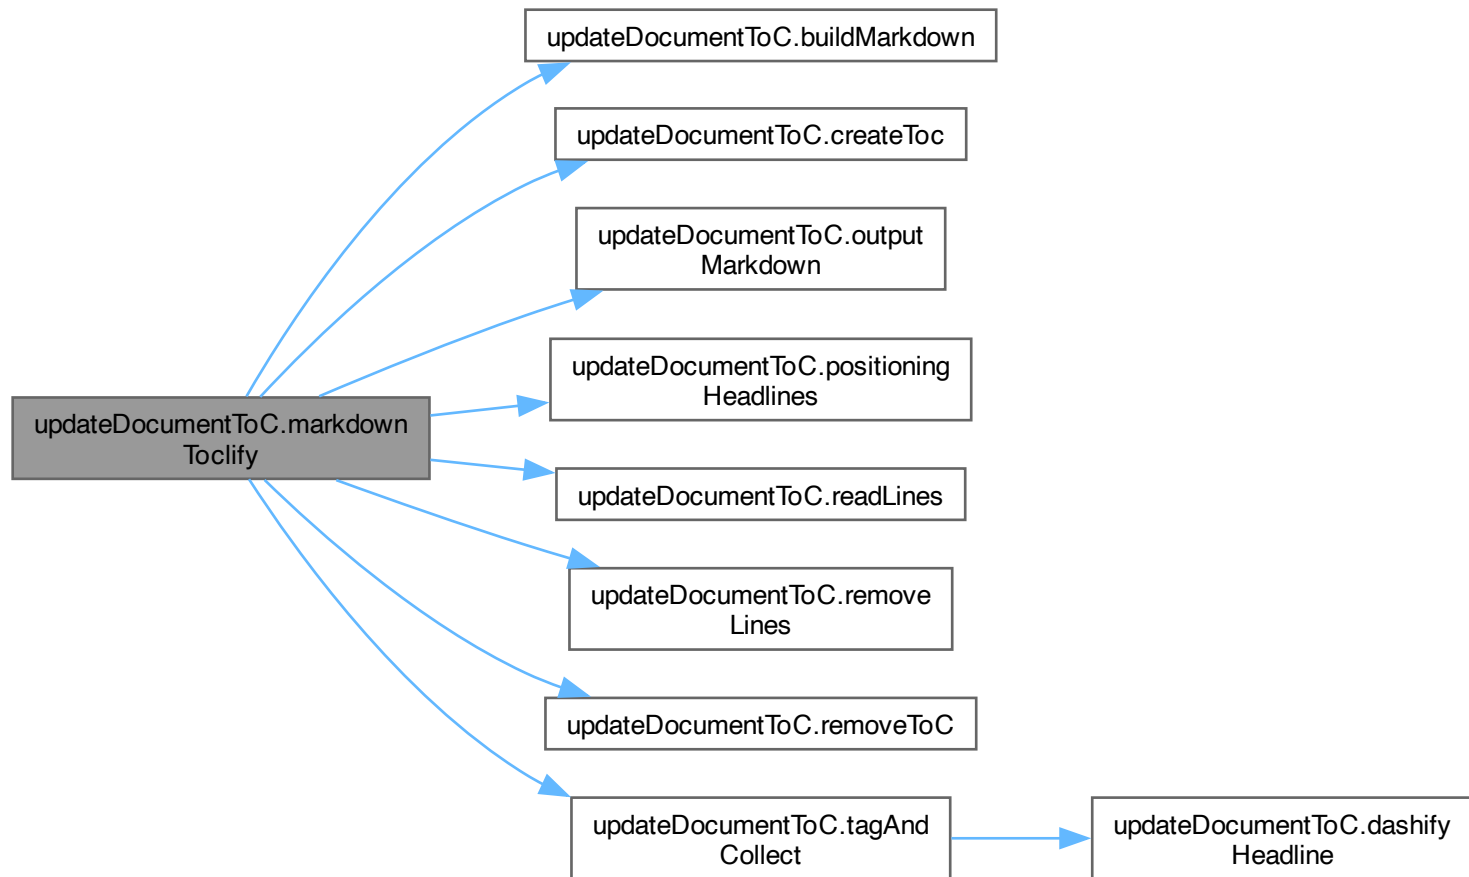 updateDocumentToC.buildMarkdown
updateDocumentToC.createToc
updateDocumentToC.output
Markdown
updateDocumentToC.positioning
Headlines
updateDocumentToC.markdown
Toclify
updateDocumentToC.readLines
updateDocumentToC.remove
Lines
updateDocumentToC.removeToC
updateDocumentToC.tagAnd
Collect
updateDocumentToC.dashify
Headline